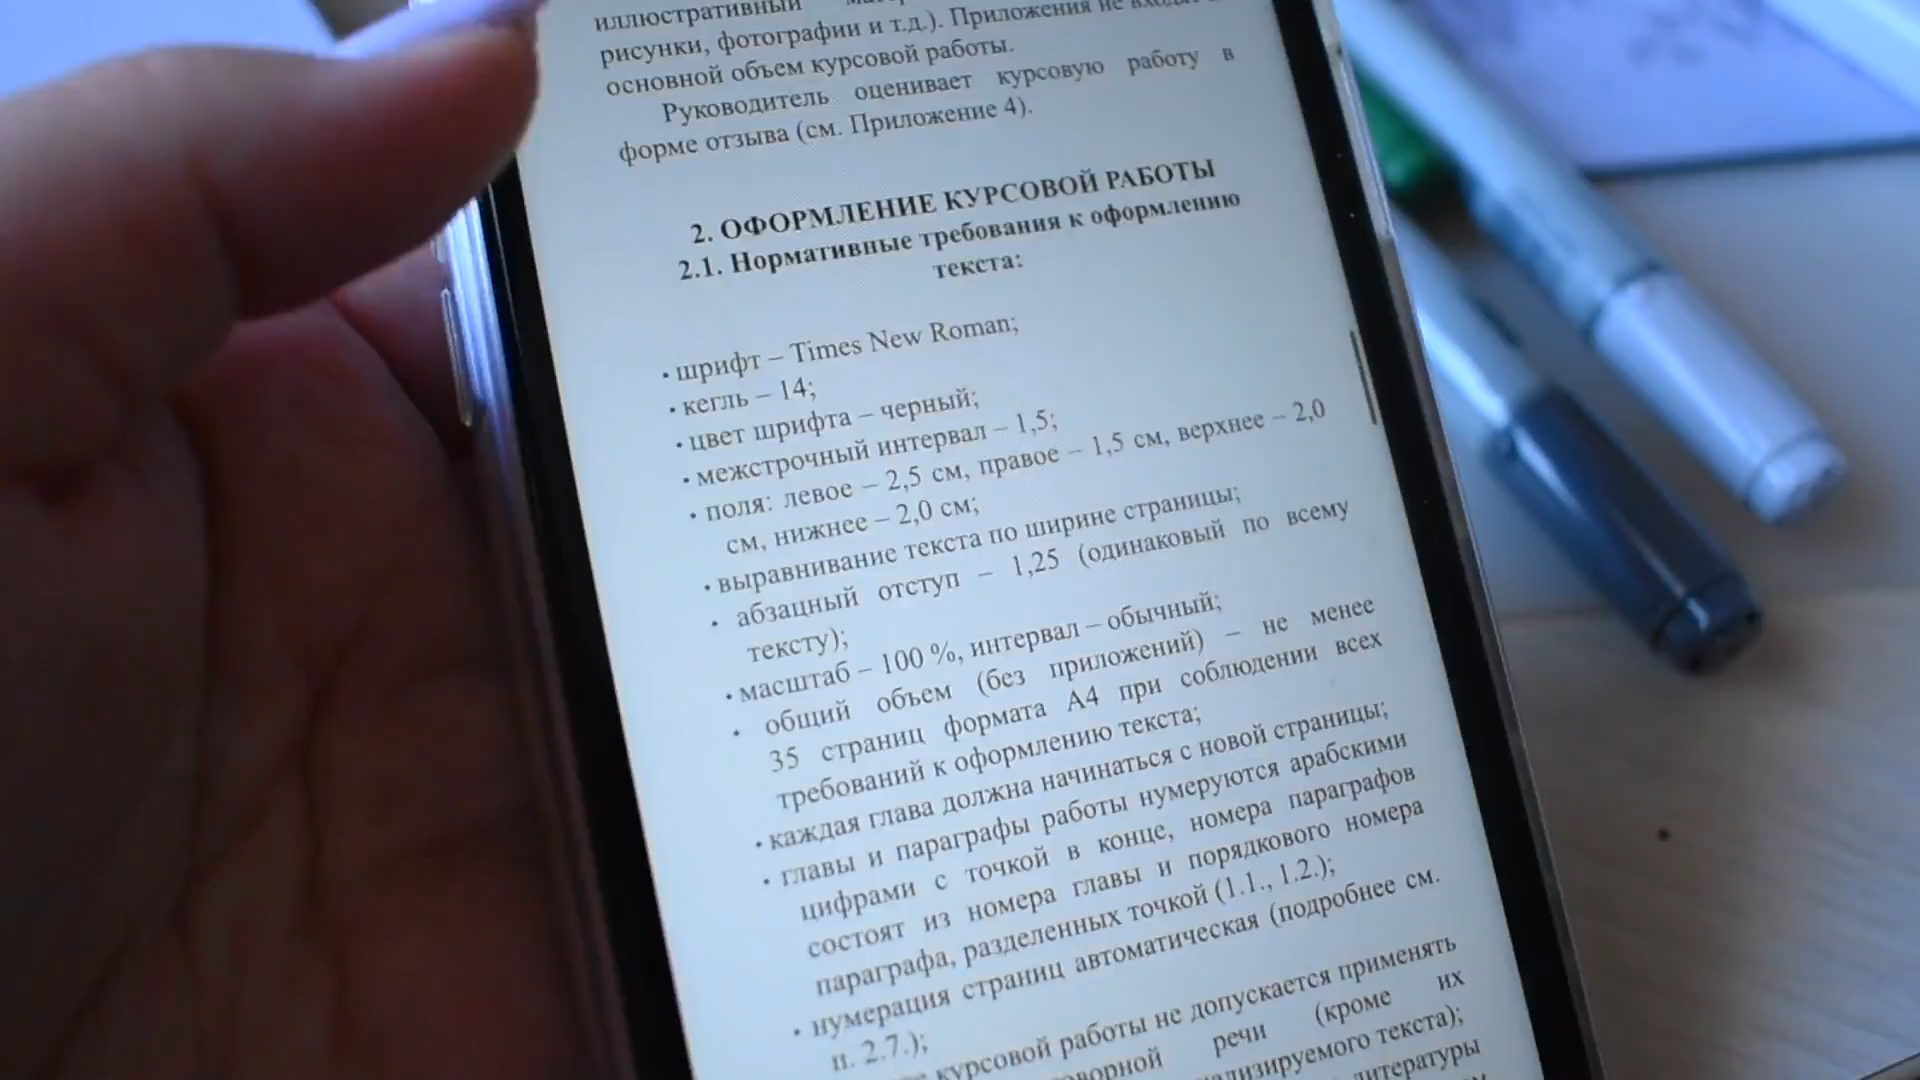 иллюстративный
рисунки, фотографии и т.д.). Приложения не
основной объем курсовой работы.
Руководитель оценивает курсовую работу в
форме отзыва (см. Приложение 4).
2. ОФОРМЛЕНИЕ КУРСОВОЙ РАБОТЫ
2.1. Нормативные требования к оформлению
текста:
• шрифт – Times New Roman;
• кегль – 14;
• цвет шрифта – черный;
• межстрочный интервал – 1,5;
• поля: левое – 2,5 см, правое – 1,5 см, верхнее – 2,0
см, нижнее – 2,0 см;
• выравнивание текста по ширине страницы;
• абзацный отступ – 1,25 (одинаковый по всему
тексту);
• масштаб – 100 %, интервал – обычный;
• общий объем (без приложений) – не менее
35 страниц формата А4 при соблюдении всех
требований к оформлению текста;
• каждая глава должна начинаться с новой страницы;
• главы и параграфы работы нумеруются арабскими
цифрами с точкой в конце, номера параграфов
состоят из номера главы и порядкового номера
параграфа, разделенных точкой (1.1., 1.2.);
• нумерация страниц автоматическая (подробнее см.
п. 2.7.);
курсовой работы не допускается применять
речи (кроме их
текста);
литературы